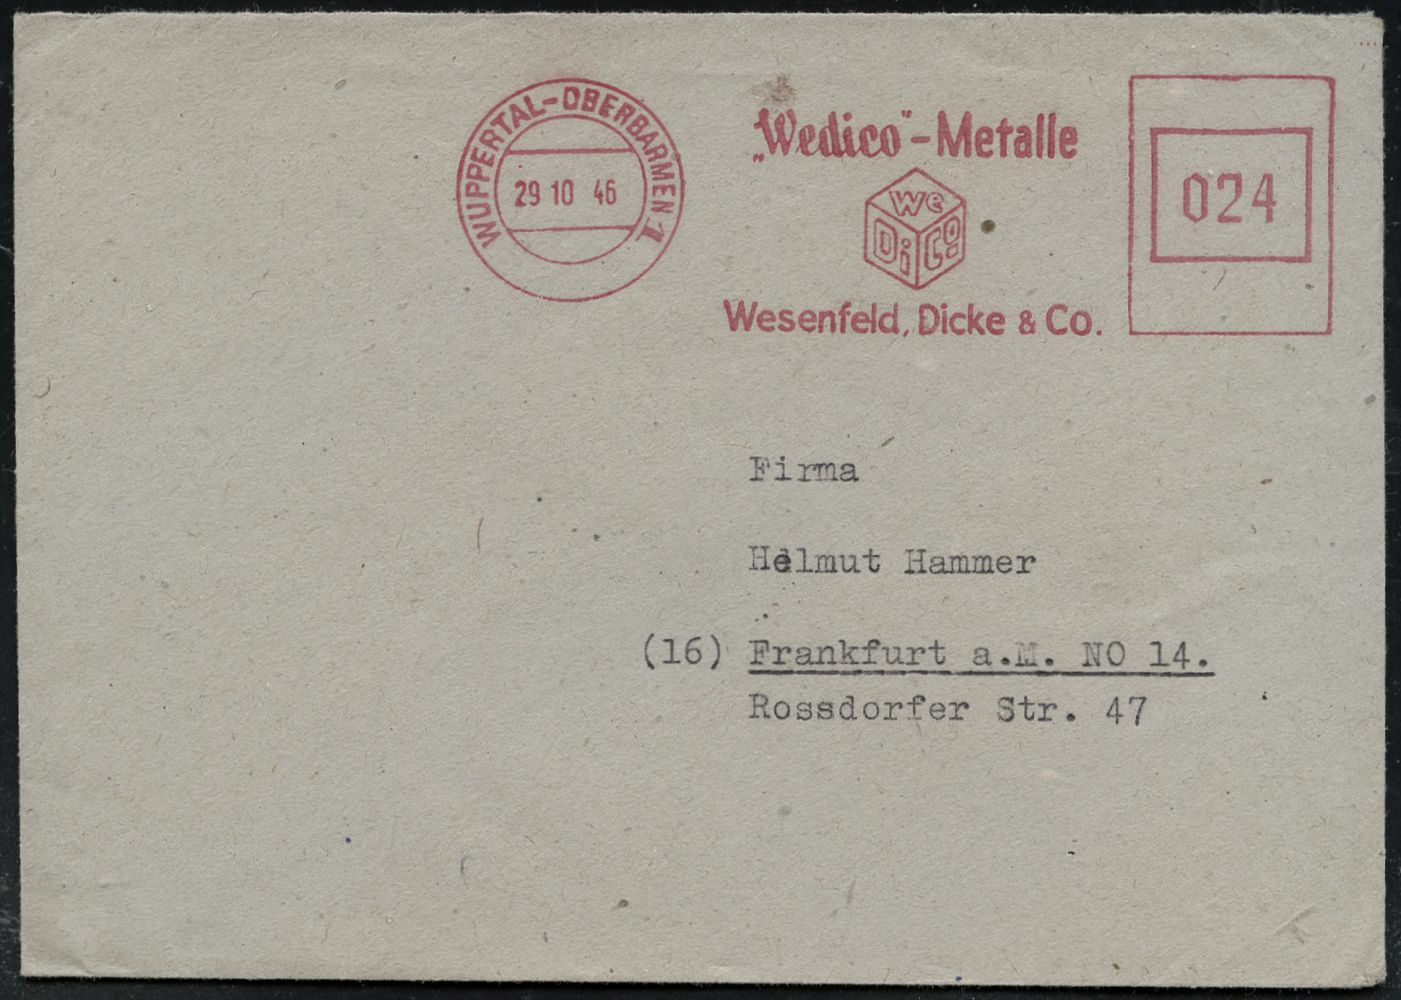 WUPPERTAL-OBERBARMEN 1
29 10 46
„Wedico"-Metalle
We
Di Co
Wesenfeld, Dicke & Co.
024
Firma
Helmut Hammer
(16) Frankfurt a.M. NO 14.
Rossdorfer Str. 47